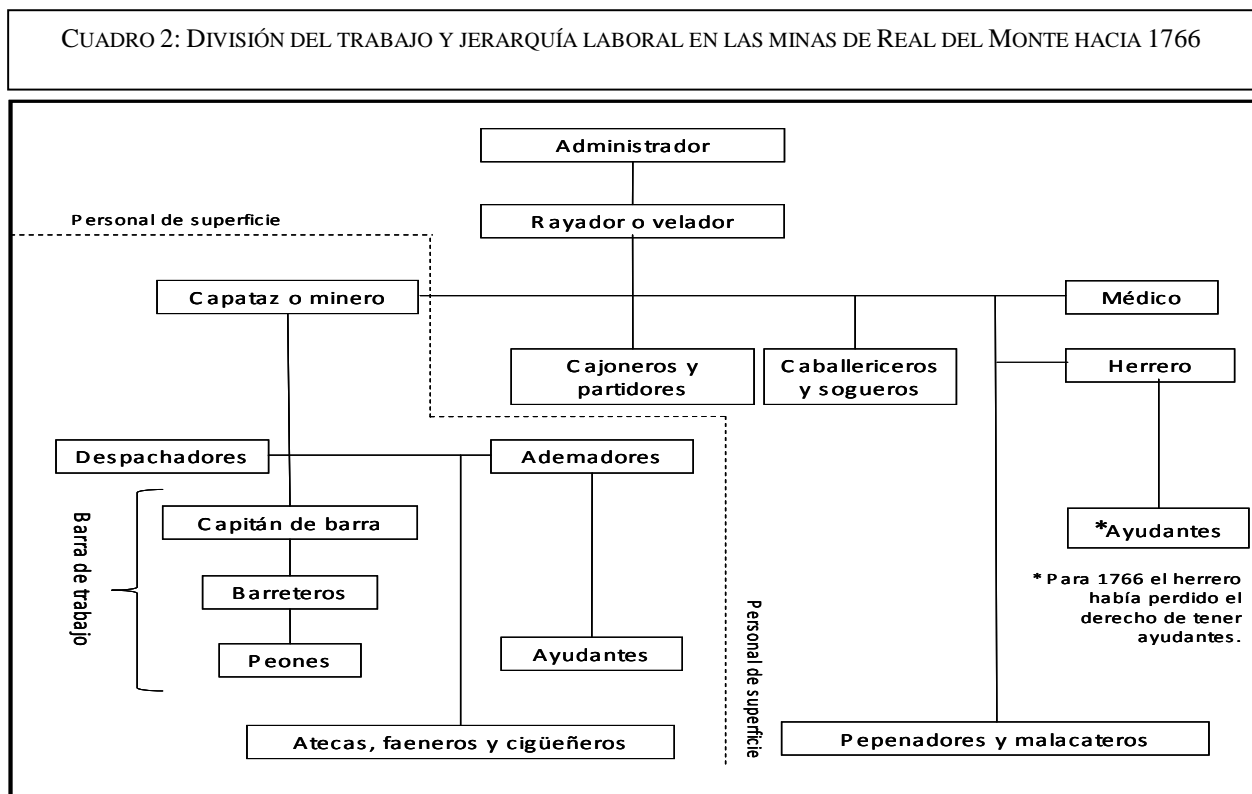 CUADRO 2: DIVISIÓN DEL TRABAJO Y JERARQUÍA LABORAL EN LAS MINAS DE REAL DEL MONTE HACIA 1766
Administrador
Personal de superficie
Rayador o velador
Capataz o minero
Médico
Cajoneros y
partidores
Caballericeros
y sogueros
Herrero
Despachadores
Ademadores
Barra de trabajo
Capitán de barra
*Ayudantes
Barreteros
* Para 1766 el herrero
había perdido el
derecho de tener
ayudantes.
Peones
Ayudantes
Personal de superficie
Atecas, faeneros y cigüeñeros
Pepenadores y malacateros